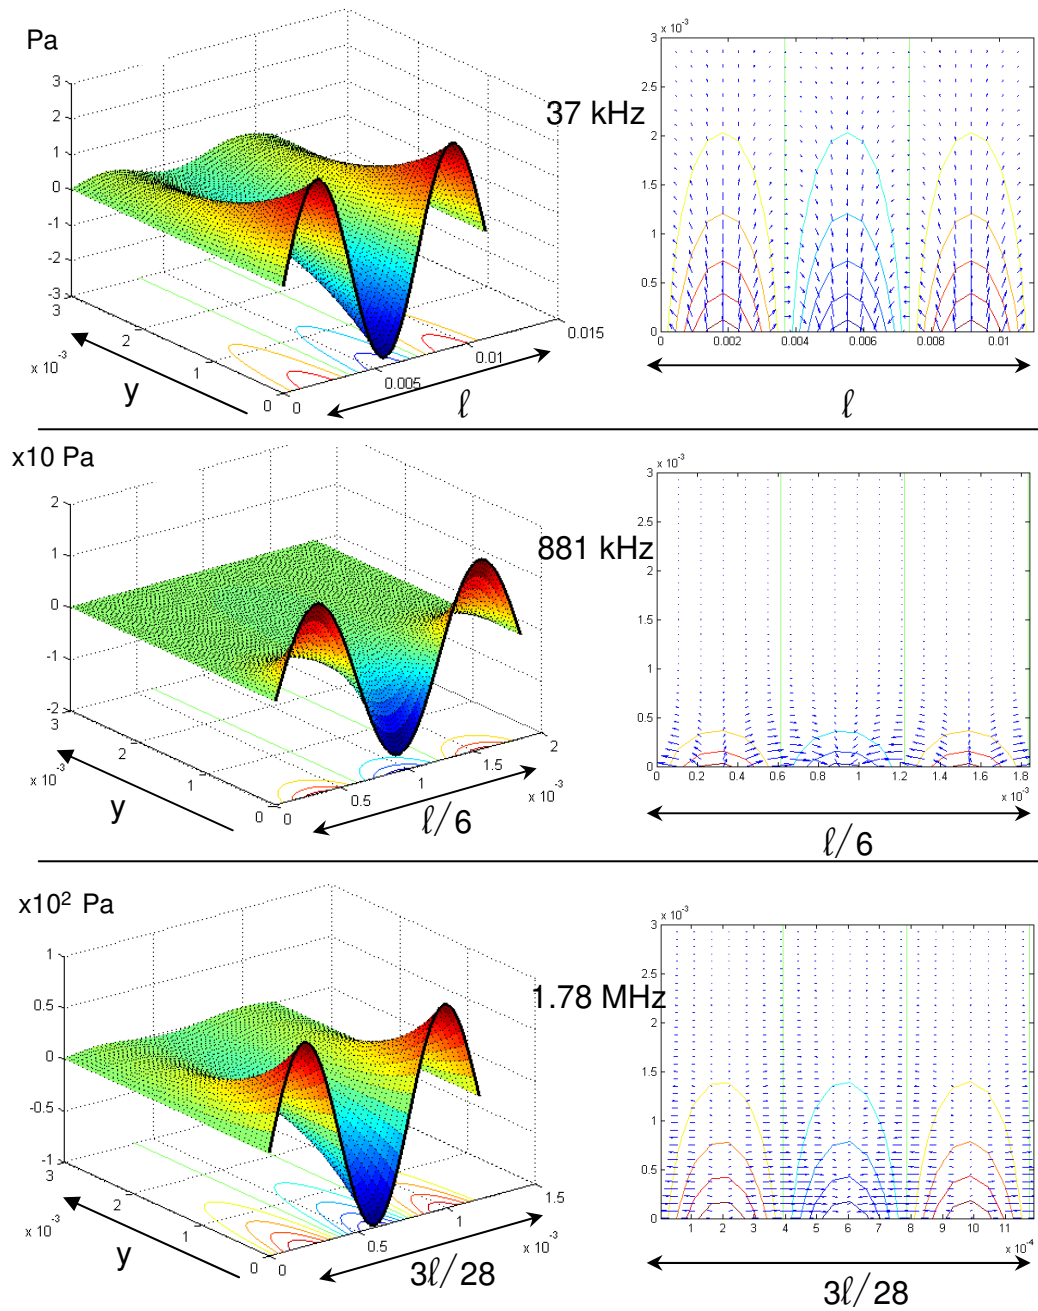 Pa
3
2
1
0
-1
-2
-3
3
2
1
0
x 10⁻³
y
0
0.005
0.01
0.015
ℓ
37 kHz
x 10⁻³
3
2.5
2
1.5
1
0.5
0
0 0.002 0.004 0.006 0.008 0.01
ℓ
x10 Pa
2
1
0
-1
-2
3
2
1
0
x 10⁻³
y
0
0.5
1
1.5
2
x 10⁻³
ℓ/6
881 kHz
x 10⁻³
3
2.5
2
1.5
1
0.5
0
0 0.2 0.4 0.6 0.8 1 1.2 1.4 1.6 1.8
x 10⁻³
ℓ/6
x10² Pa
1
0.5
0
-0.5
-1
3
2
1
0
x 10⁻³
y
0
0.5
1
1.5
x 10⁻³
3ℓ/28
1.78 MHz
x 10⁻³
3
2.5
2
1.5
1
0.5
0
1 2 3 4 5 6 7 8 9 10 11
x 10⁻⁴
3ℓ/28